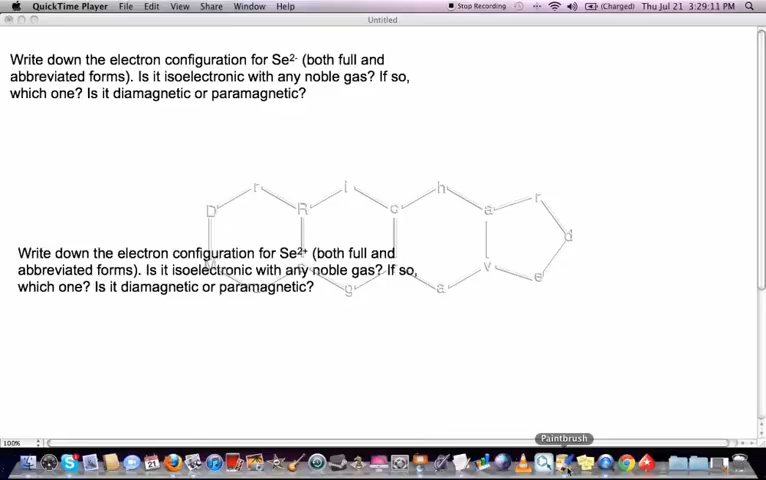 QuickTime Player File Edit View Share Window Help Stop Recording (Charged) Thu Jul 21 3:29:11 PM
Untitled
Write down the electron configuration for Se2- (both full and
abbreviated forms). Is it isoelectronic with any noble gas? If so,
which one? Is it diamagnetic or paramagnetic?
D r R i c h a r d
Write down the electron configuration for Se2+ (both full and
abbreviated forms). Is it isoelectronic with any noble gas? If so,
which one? Is it diamagnetic or paramagnetic?
g a v e
100%
Paintbrush
21